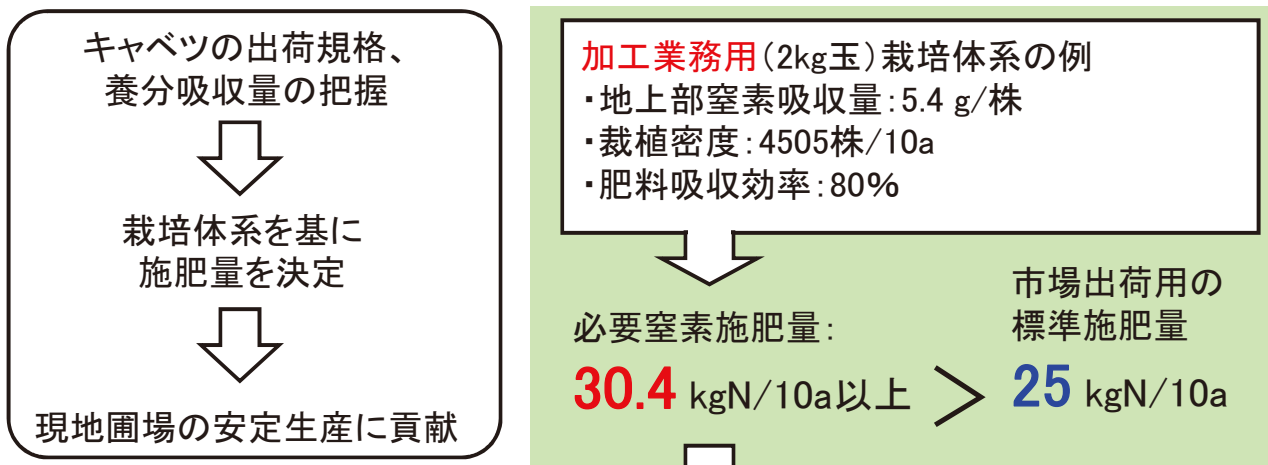 キャベツの出荷規格、
養分吸収量の把握
栽培体系を基に
施肥量を決定
現地圃場の安定生産に貢献
加工業務用(2kg玉)栽培体系の例
・地上部窒素吸収量:5.4 g/株
・裁植密度:4505株/10a
・肥料吸収効率:80%
必要窒素施肥量:
30.4 kgN/10a以上
市場出荷用の
標準施肥量
25 kgN/10a